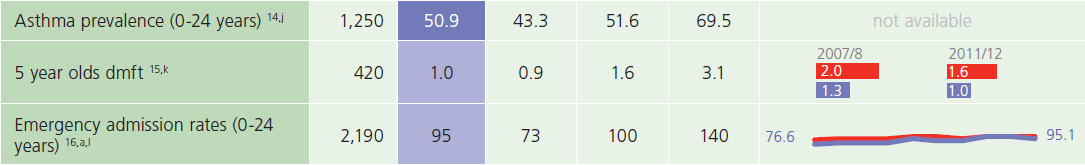 Asthma prevalence (0-24 years) 14,j 1,250 50.9 43.3 51.6 69.5 not available
2007/8 2011/12
5 year olds dmft 15,k 420 1.0 0.9 1.6 3.1 2.0 1.6
1.3 1.0
Emergency admission rates (0-24
years) 16,a,l 2,190 95 73 100 140 76.6 95.1